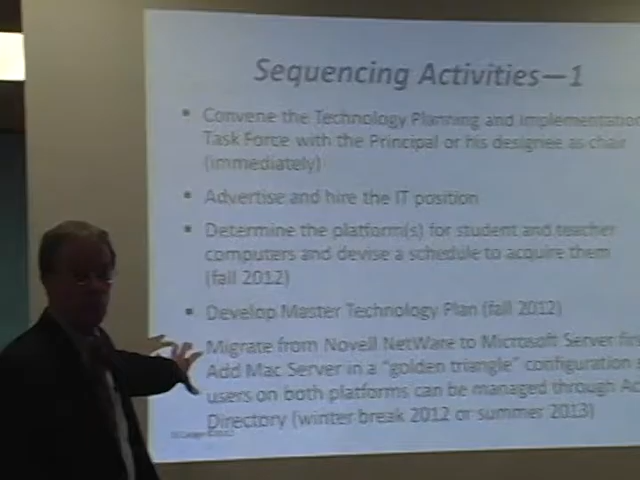 Sequencing Activities—1
• Convene the Technology Planning and Implementation
Task Force with the Principal or his designee as chair
(immediately)
• Advertise and hire the IT position
• Determine the platform(s) for student and teacher
computers and devise a schedule to acquire them
(fall 2012)
• Develop Master Technology Plan (fall 2012)
Migrate from Novell NetWare to Microsoft Server
Add Mac Server in a “golden triangle” configuration
users on both platforms can be managed through
Directory (winter break 2012 or summer 2013)